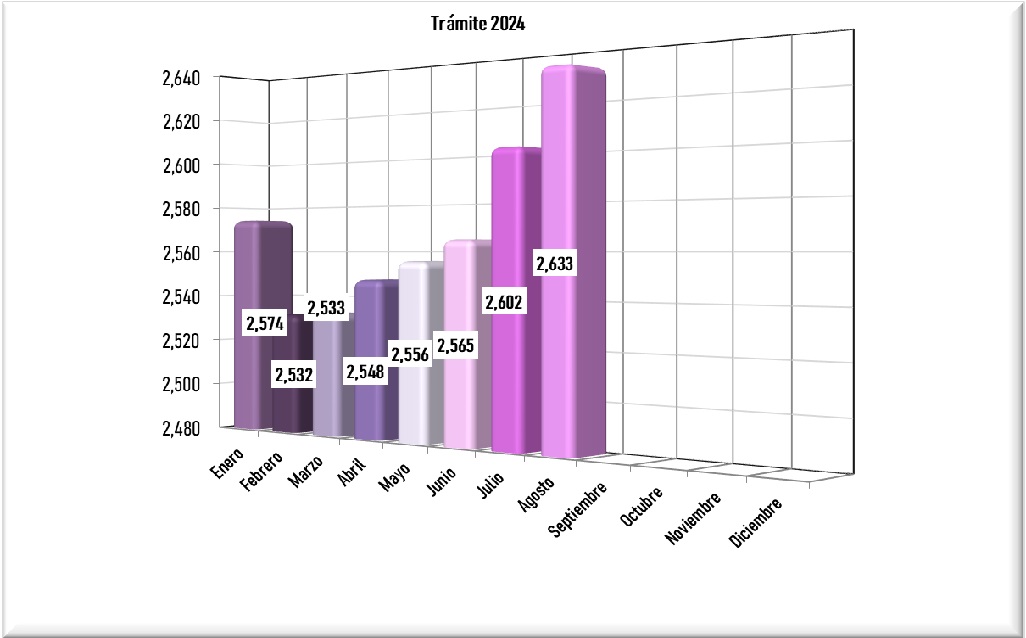 Trámite 2024
2,640
2,620
2,600
2,580
2,560
2,540
2,520
2,500
2,480
2,574
2,532
2,533
2,548
2,556
2,565
2,602
2,633
Enero
Febrero
Marzo
Abril
Mayo
Junio
Julio
Agosto
Septiembre
Octubre
Noviembre
Diciembre